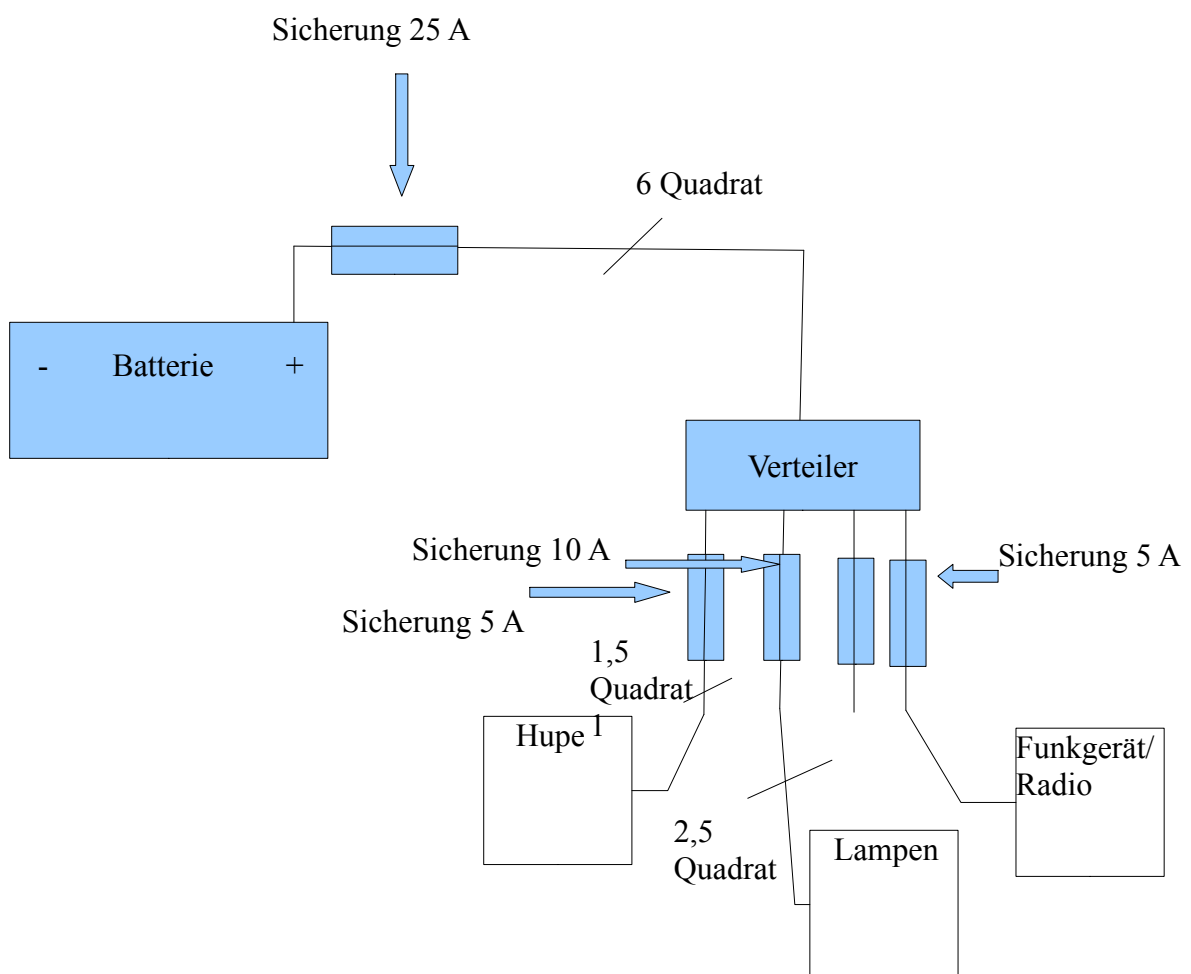 Sicherung 25 A
6 Quadrat
- Batterie +
Verteiler
Sicherung 10 A
Sicherung 5 A
Sicherung 5 A
1,5
Quadrat
1
Hupe
Funkgerät/
Radio
2,5
Quadrat
Lampen